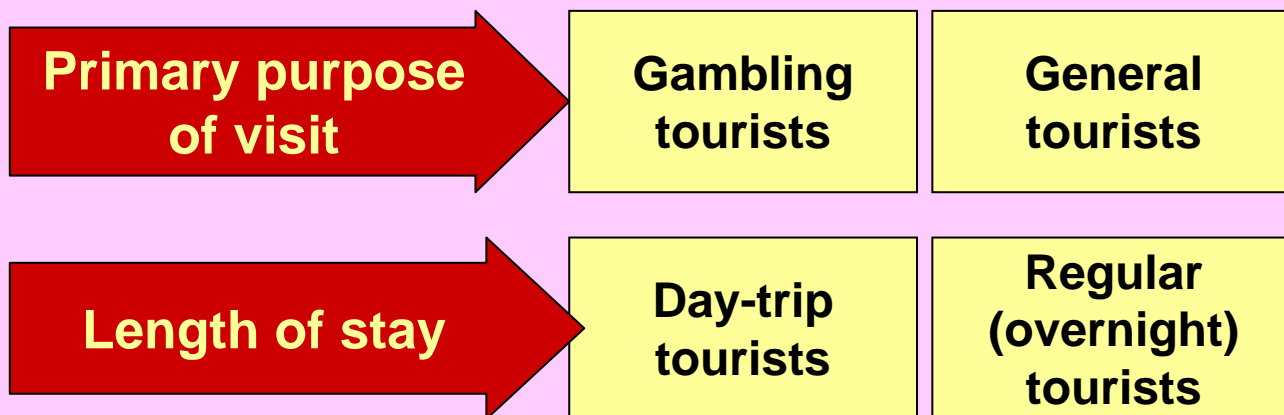 Primary purpose
of visit
Gambling
tourists
General
tourists
Length of stay
Day-trip
tourists
Regular
(overnight)
tourists